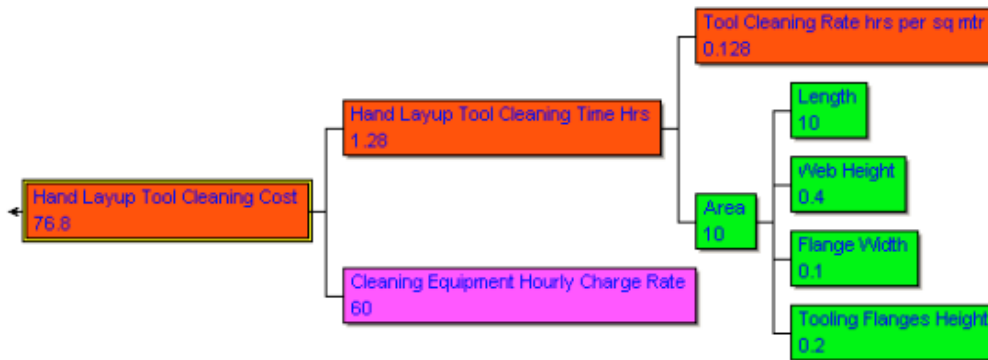 Tool Cleaning Rate hrs per sq mtr
0.128
Length
10
Hand Layup Tool Cleaning Time Hrs
1.28
Web Height
0.4
Hand Layup Tool Cleaning Cost
76.8
Area
10
Flange Width
0.1
Cleaning Equipment Hourly Charge Rate
60
Tooling Flanges Height
0.2